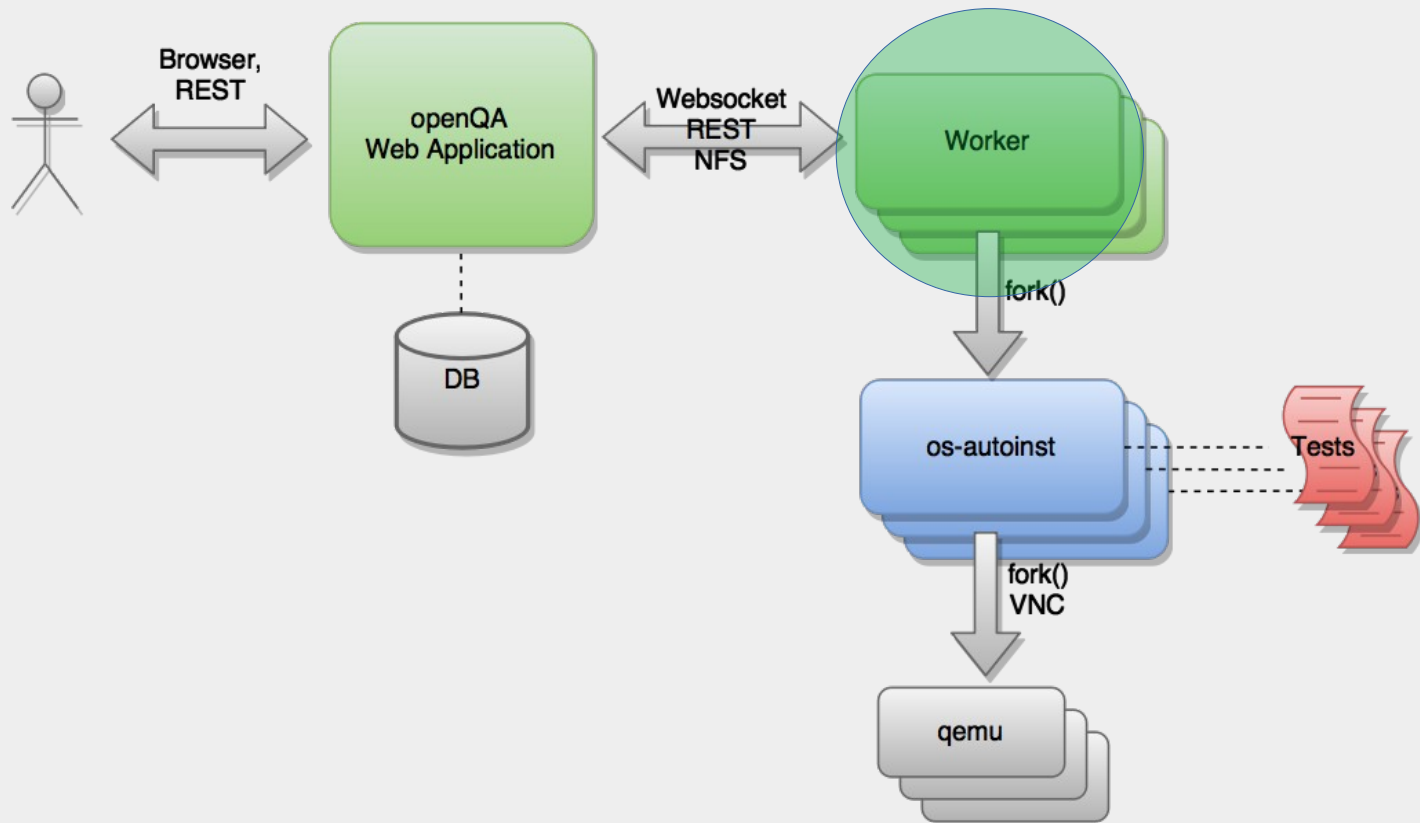 Browser,
REST
openQA
Web Application
Websocket
REST
NFS
Worker
fork()
DB
os-autoinst
Tests
fork()
VNC
qemu